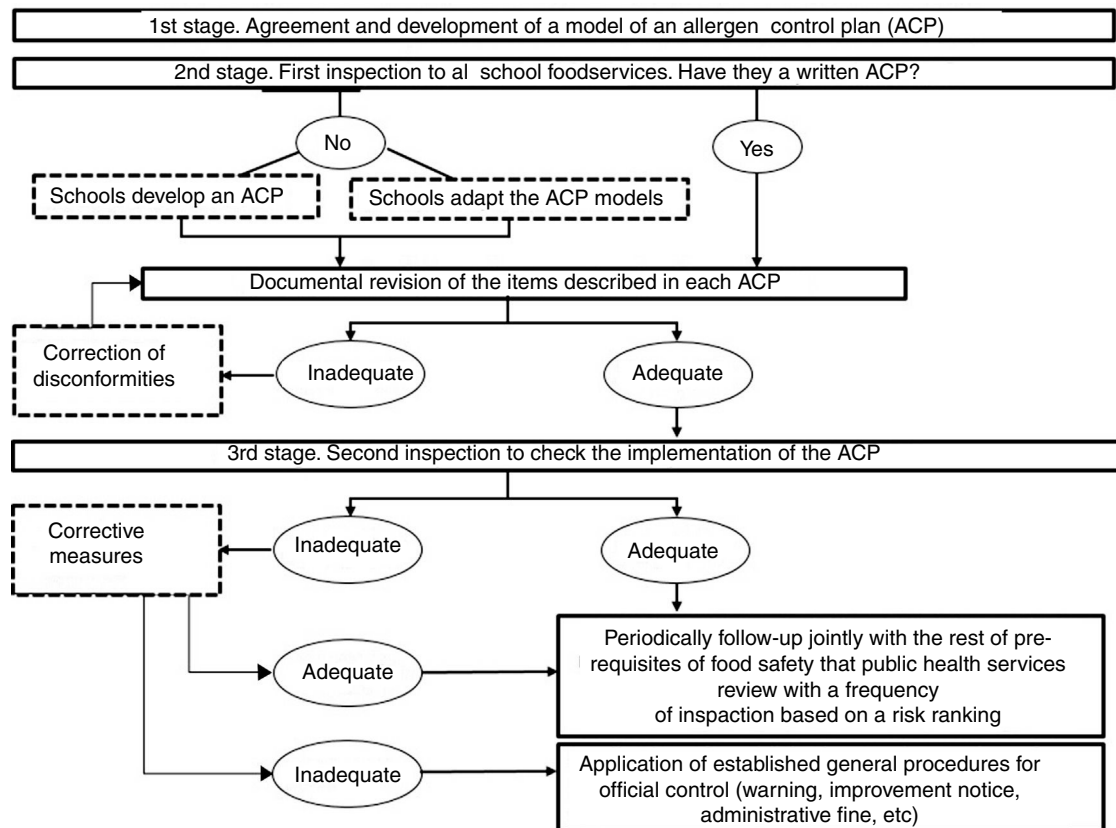 1st stage. Agreement and development of a model of an allergen control plan (ACP)
2nd stage. First inspection to al school foodservices. Have they a written ACP?
No
Yes
Schools develop an ACP
Schools adapt the ACP models
Documental revision of the items described in each ACP
Correction of
disconformities
Inadequate
Adequate
3rd stage. Second inspection to check the implementation of the ACP
Corrective
measures
Inadequate
Adequate
Adequate
Periodically follow-up jointly with the rest of pre-
requisites of food safety that public health services
review with a frequency
of inspaction based on a risk ranking
Inadequate
Application of established general procedures for
official control (warning, improvement notice,
administrative fine, etc)